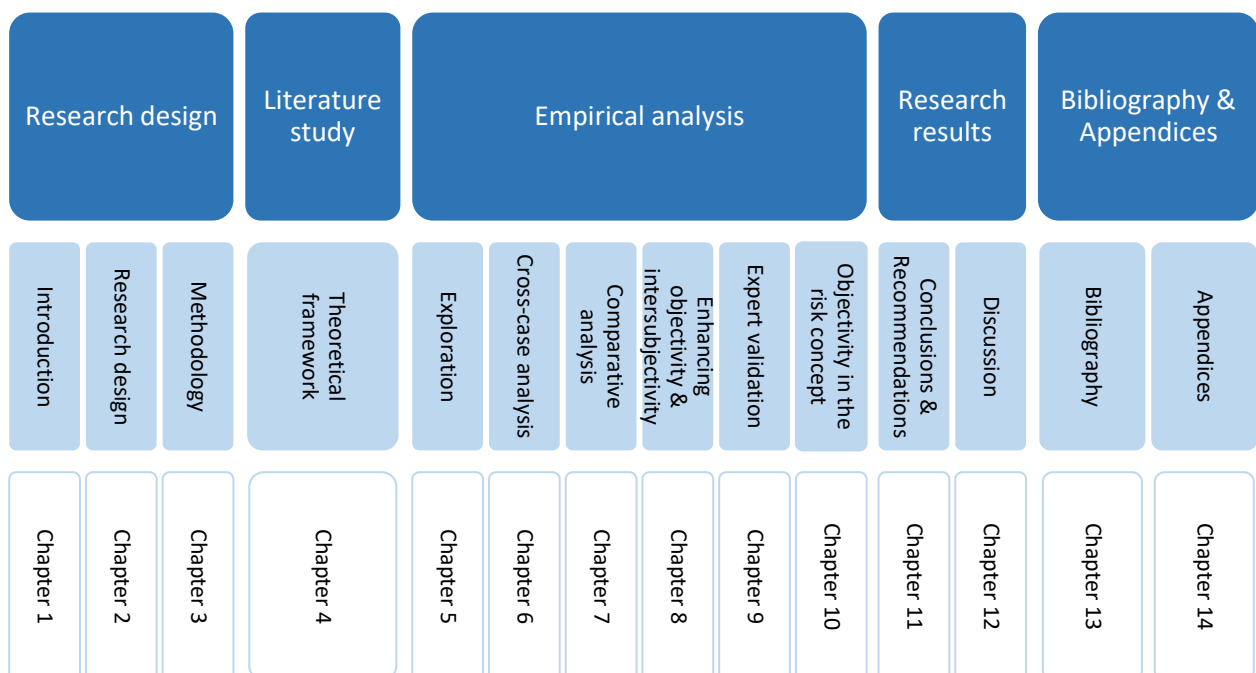 Research design
Literature
study
Empirical analysis
Research
results
Bibliography &
Appendices
Introduction
Research design
Methodology
Theoretical
framework
Exploration
Cross-case analysis
Comparative
analysis
Enhancing
objectivity &
intersubjectivity
Expert validation
Objectivity in the
risk concept
Conclusions &
Recommendations
Discussion
Bibliography
Appendices
Chapter 1
Chapter 2
Chapter 3
Chapter 4
Chapter 5
Chapter 6
Chapter 7
Chapter 8
Chapter 9
Chapter 10
Chapter 11
Chapter 12
Chapter 13
Chapter 14